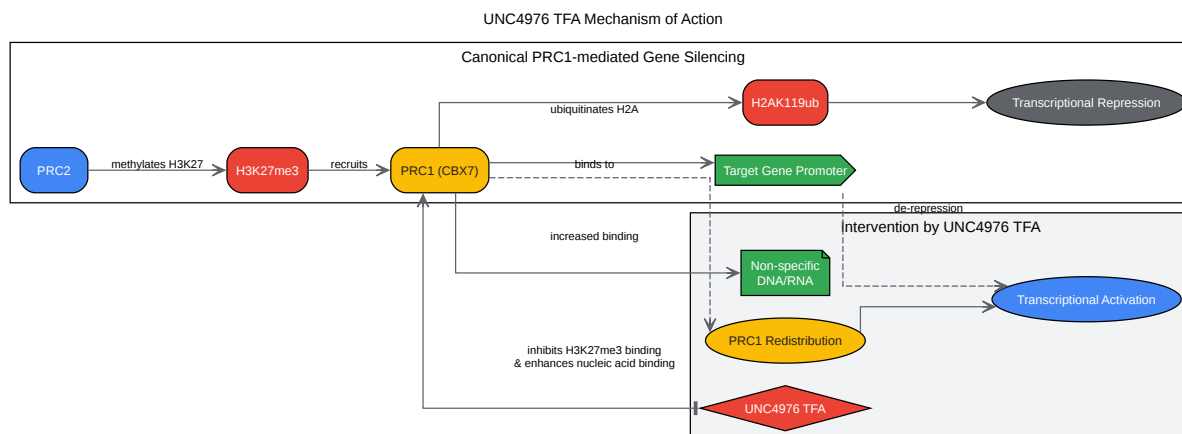 UNC4976 TFA Mechanism of Action
Canonical PRC1-mediated Gene Silencing
H2AK119ub
Transcriptional Repression
ubiquitinates H2A
PRC2
methylates H3K27
H3K27me3
recruits
PRC1 (CBX7)
binds to
Target Gene Promoter
de-repression
Intervention by UNC4976 TFA
increased binding
Non-specific
DNA/RNA
Transcriptional Activation
PRC1 Redistribution
inhibits H3K27me3 binding
& enhances nucleic acid binding
UNC4976 TFA